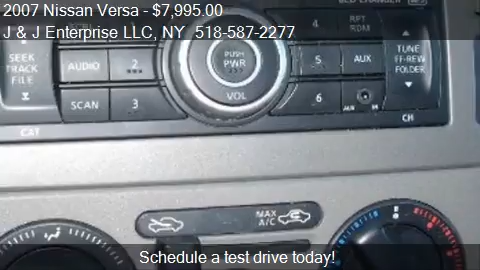 2007 Nissan Versa - $7,995.00
J & J Enterprise LLC, NY 518-587-2277
4
RPT
RDM
SEEK
TRACK
FILE
AUDIO
2
PUSH
PWR
5
AUX
TUNE
FF-REW
FOLDER
SCAN
3
VOL
6
CAT
CH
MAX
A/C
Schedule a test drive today!